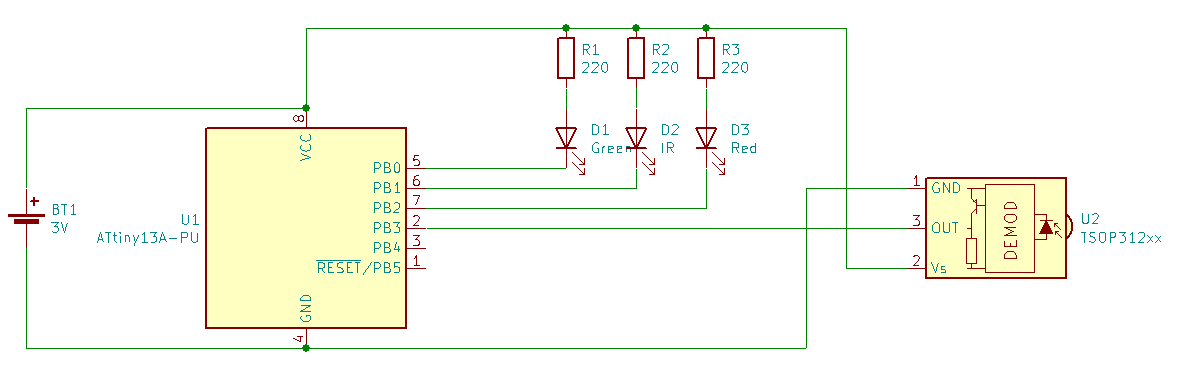 R1
220
R2
220
R3
220
8
VCC
D1
Green
D2
IR
D3
Red
PB0
5
PB1
6
PB2
7
PB3
2
PB4
3
RESET/PB5
1
GND
4
U1
ATtiny13A-PU
+
BT1
3V
1
GND
3
OUT
2
Vs
DEMOD
U2
TSOP312xx